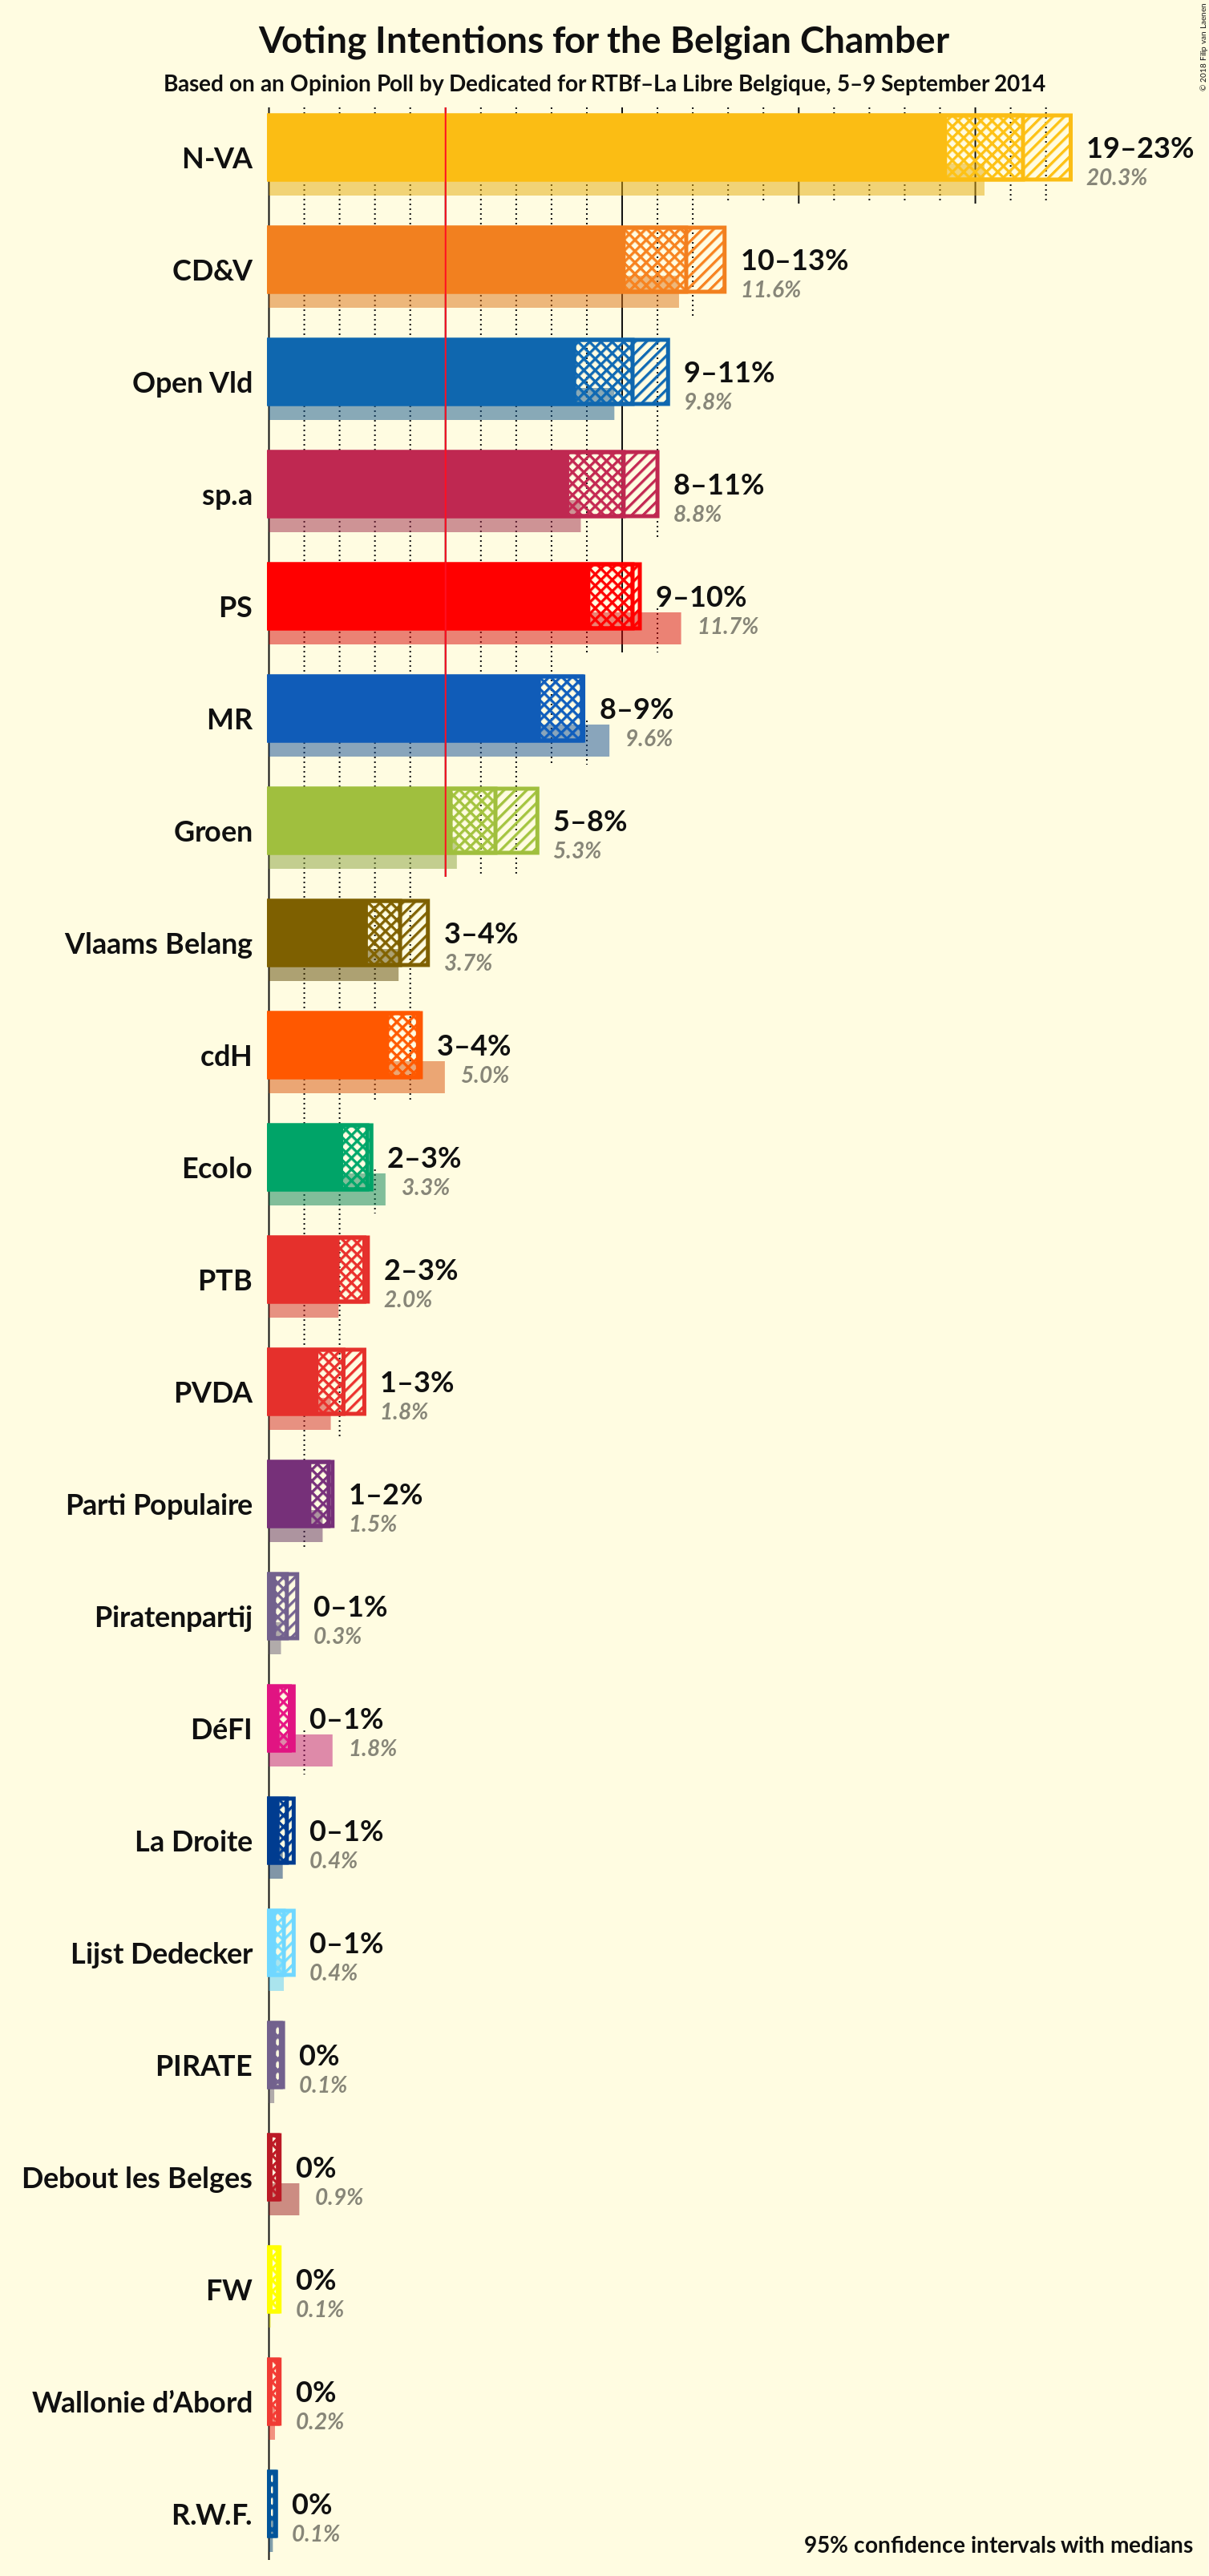 Voting Intentions for the Belgian Chamber
Based on an Opinion Poll by Dedicated for RTBf–La Libre Belgique, 5–9 September 2014
© 2018 Filip van Laenen
N-VA
19–23%
20.3%
CD&V
10–13%
11.6%
Open Vld
9–11%
9.8%
sp.a
8–11%
8.8%
PS
9–10%
11.7%
MR
8–9%
9.6%
Groen
5–8%
5.3%
Vlaams Belang
3–4%
3.7%
cdH
3–4%
5.0%
Ecolo
2–3%
3.3%
PTB
2–3%
2.0%
PVDA
1–3%
1.8%
Parti Populaire
1–2%
1.5%
Piratenpartij
0–1%
0.3%
DéFI
0–1%
1.8%
La Droite
0–1%
0.4%
Lijst Dedecker
0–1%
0.4%
PIRATE
0%
0.1%
Debout les Belges
0%
0.9%
FW
0%
0.1%
Wallonie d’Abord
0%
0.2%
R.W.F.
0%
0.1%
95% confidence intervals with medians